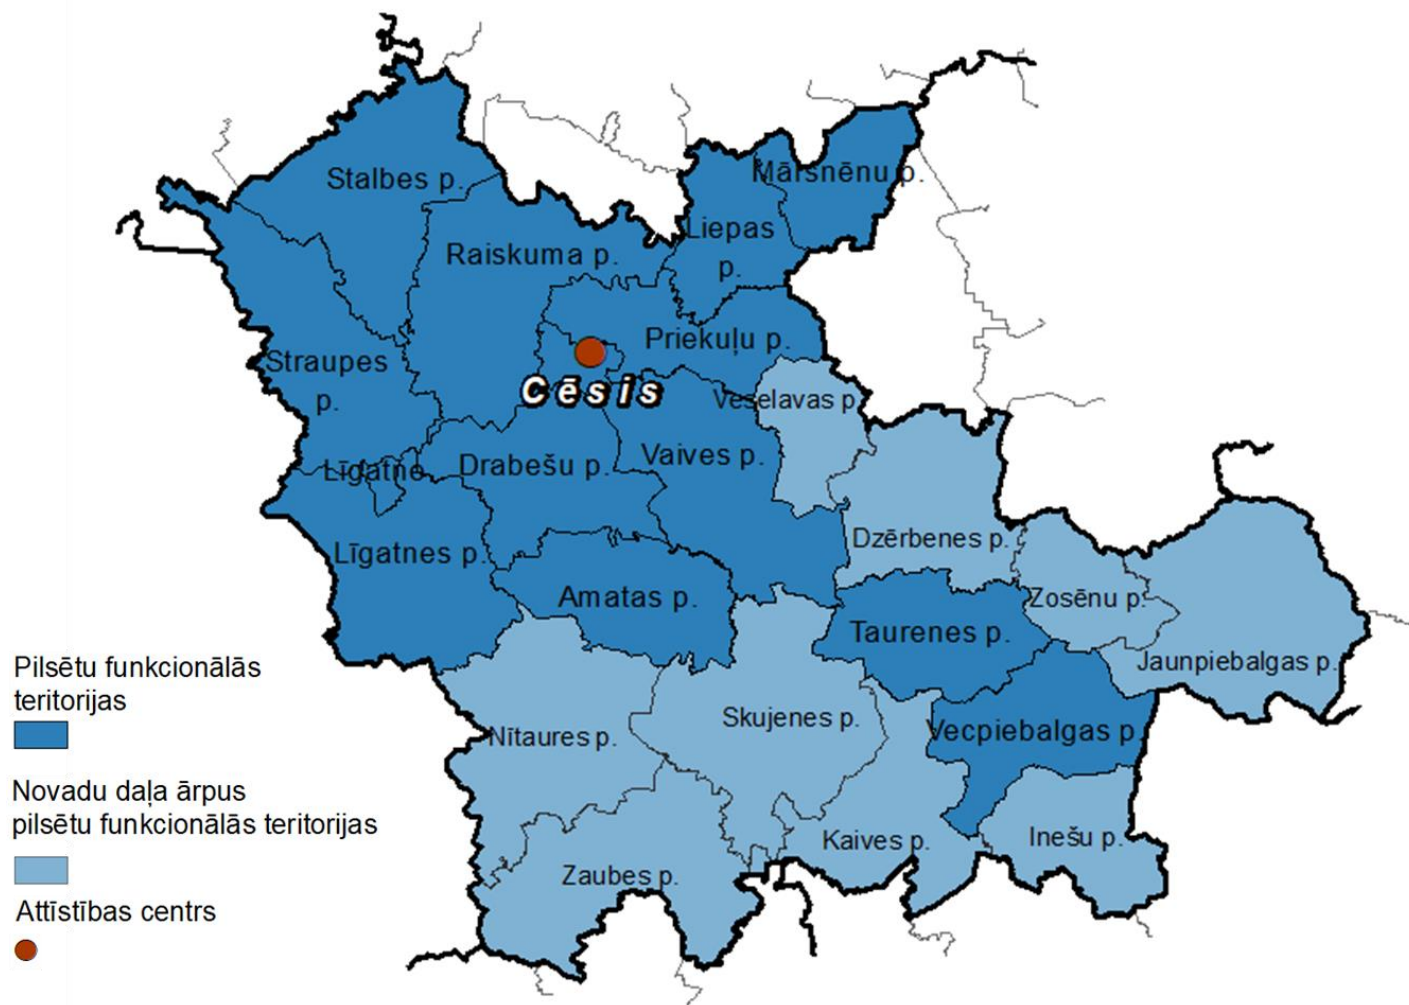 Stalbes p.
Mārsnēnu p.
Liepas
p.
Raiskuma p.
Priekuļu p.
Straupes
p.
Cēsis
Veselavas p.
Līgatne
Drabešu p.
Vaives p.
Dzērbenes p.
Līgatnes p.
Amatas p.
Zosēnu p.
Taurenes p.
Jaunpiebalgas p.
Skujenes p.
Nītaures p.
Vecpiebalgas p.
Kaives p.
Inešu p.
Zaubes p.
Pilsētu funkcionālās
teritorijas
Novadu daļa ārpus
pilsētu funkcionālās teritorijas
Attīstības centrs